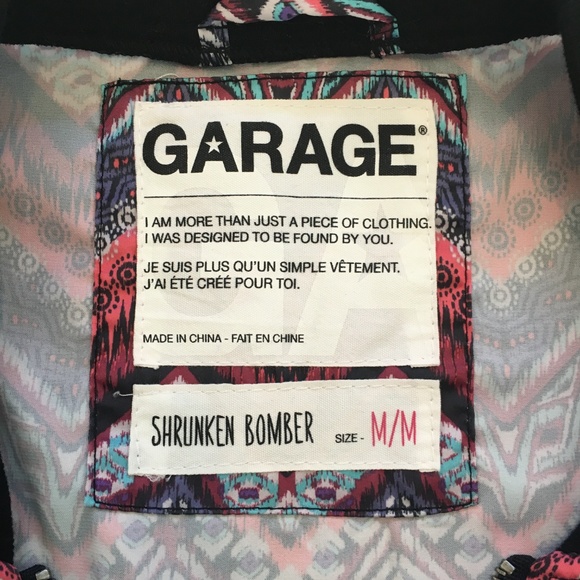 GARAGE®
I AM MORE THAN JUST A PIECE OF CLOTHING.
I WAS DESIGNED TO BE FOUND BY YOU.
JE SUIS PLUS QU'UN SIMPLE VÊTEMENT.
J'AI ÉTÉ CRÉÉ POUR TOI.
MADE IN CHINA - FAIT EN CHINE
SHRUNKEN BOMBER SIZE - M/M